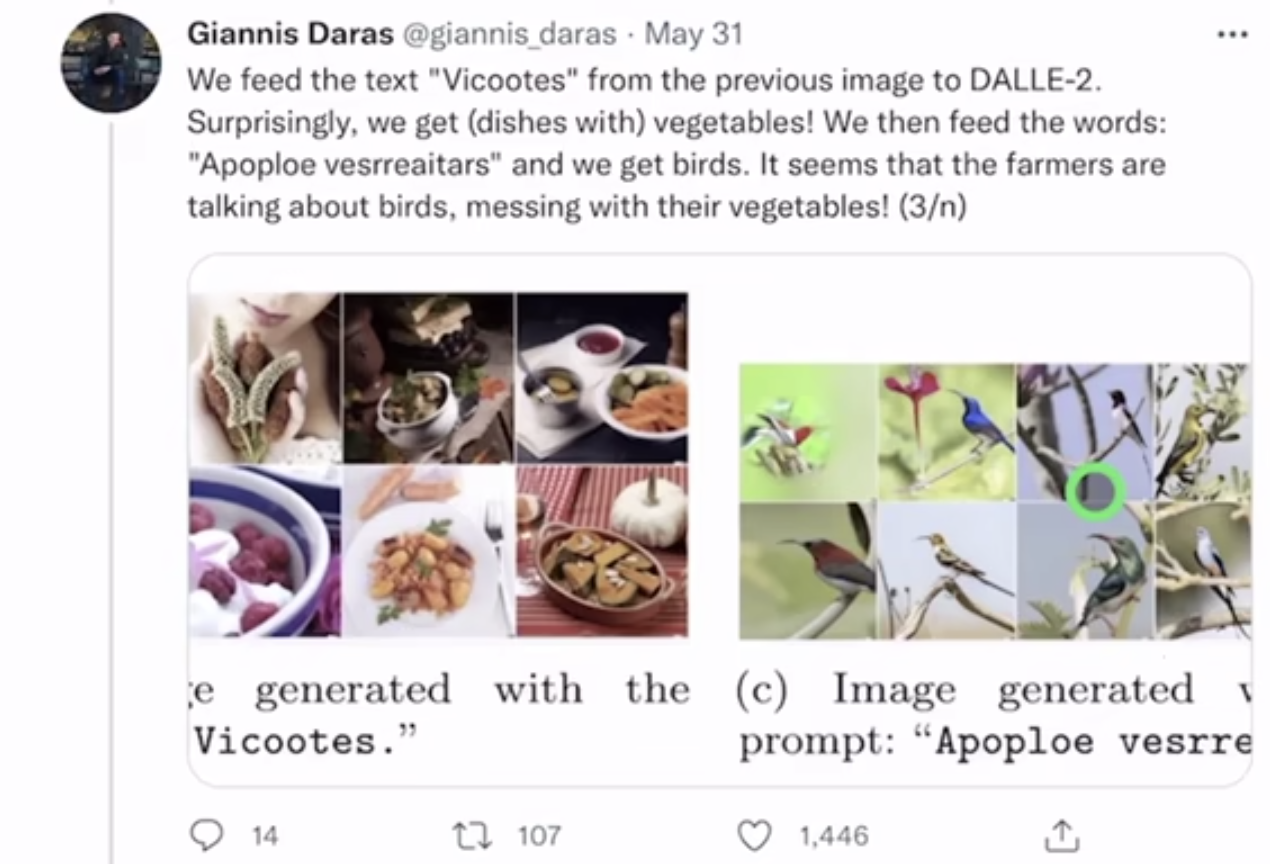 Giannis Daras @giannis_daras · May 31
We feed the text "Vicootes" from the previous image to DALLE-2.
Surprisingly, we get (dishes with) vegetables! We then feed the words:
"Apoploe vesrreaitars" and we get birds. It seems that the farmers are
talking about birds, messing with their vegetables! (3/n)
ge generated with the
Vicootes.”
(c) Image generated
prompt: “Apoploe vesrre
14
107
1,446